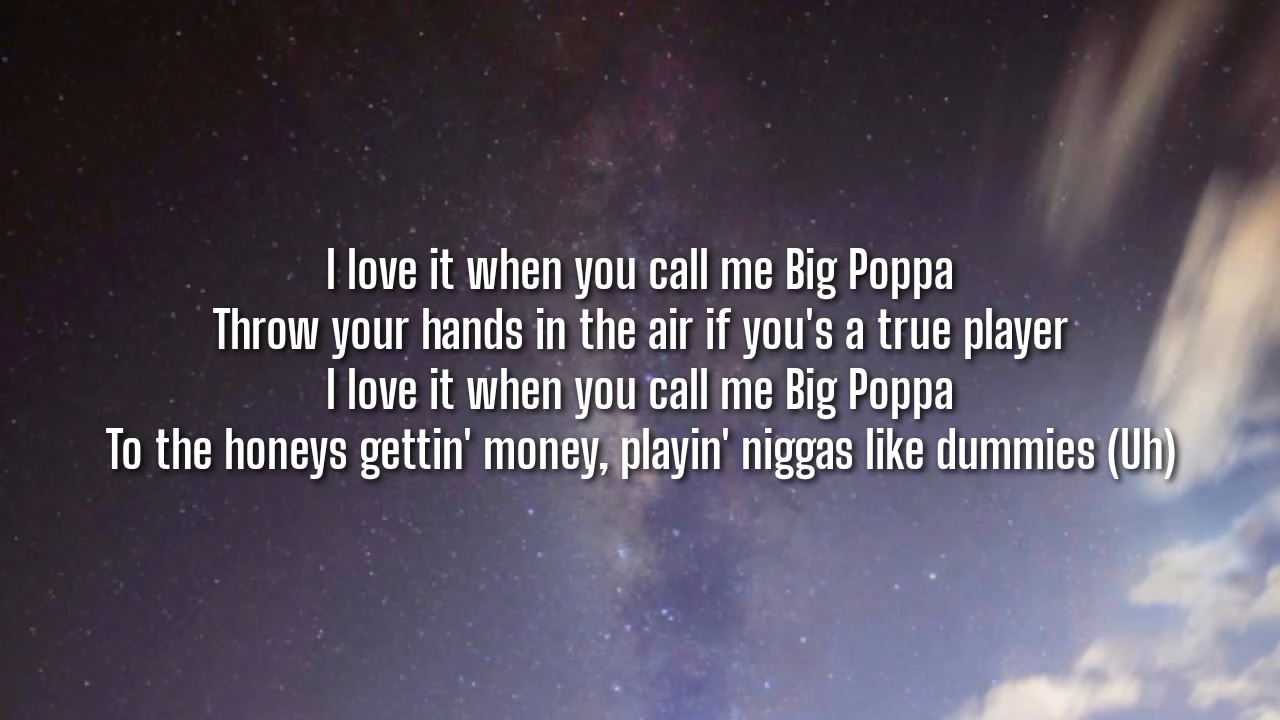 I love it when you call me Big Poppa
Throw your hands in the air if you's a true player
I love it when you call me Big Poppa
To the honeys gettin' money, playin' niggas like dummies (Uh)